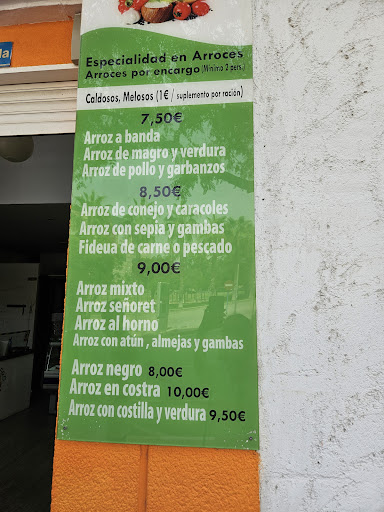 la
Especialidad en Arroces
Arroces por encargo (Mínimo 2 pers.)
Caldosos, Melosos (1€ / suplemento por ración)
7,50€
Arroz a banda
Arroz de magro y verdura
Arroz de pollo y garbanzos
8,50€
Arroz de conejo y caracoles
Arroz con sepia y gambas
Fideua de carne o pescado
9,00€
Arroz mixto
Arroz señoret
Arroz al horno
Arroz con atún , almejas y gambas
Arroz negro 8,00€
Arroz en costra 10,00€
Arroz con costilla y verdura 9,50€